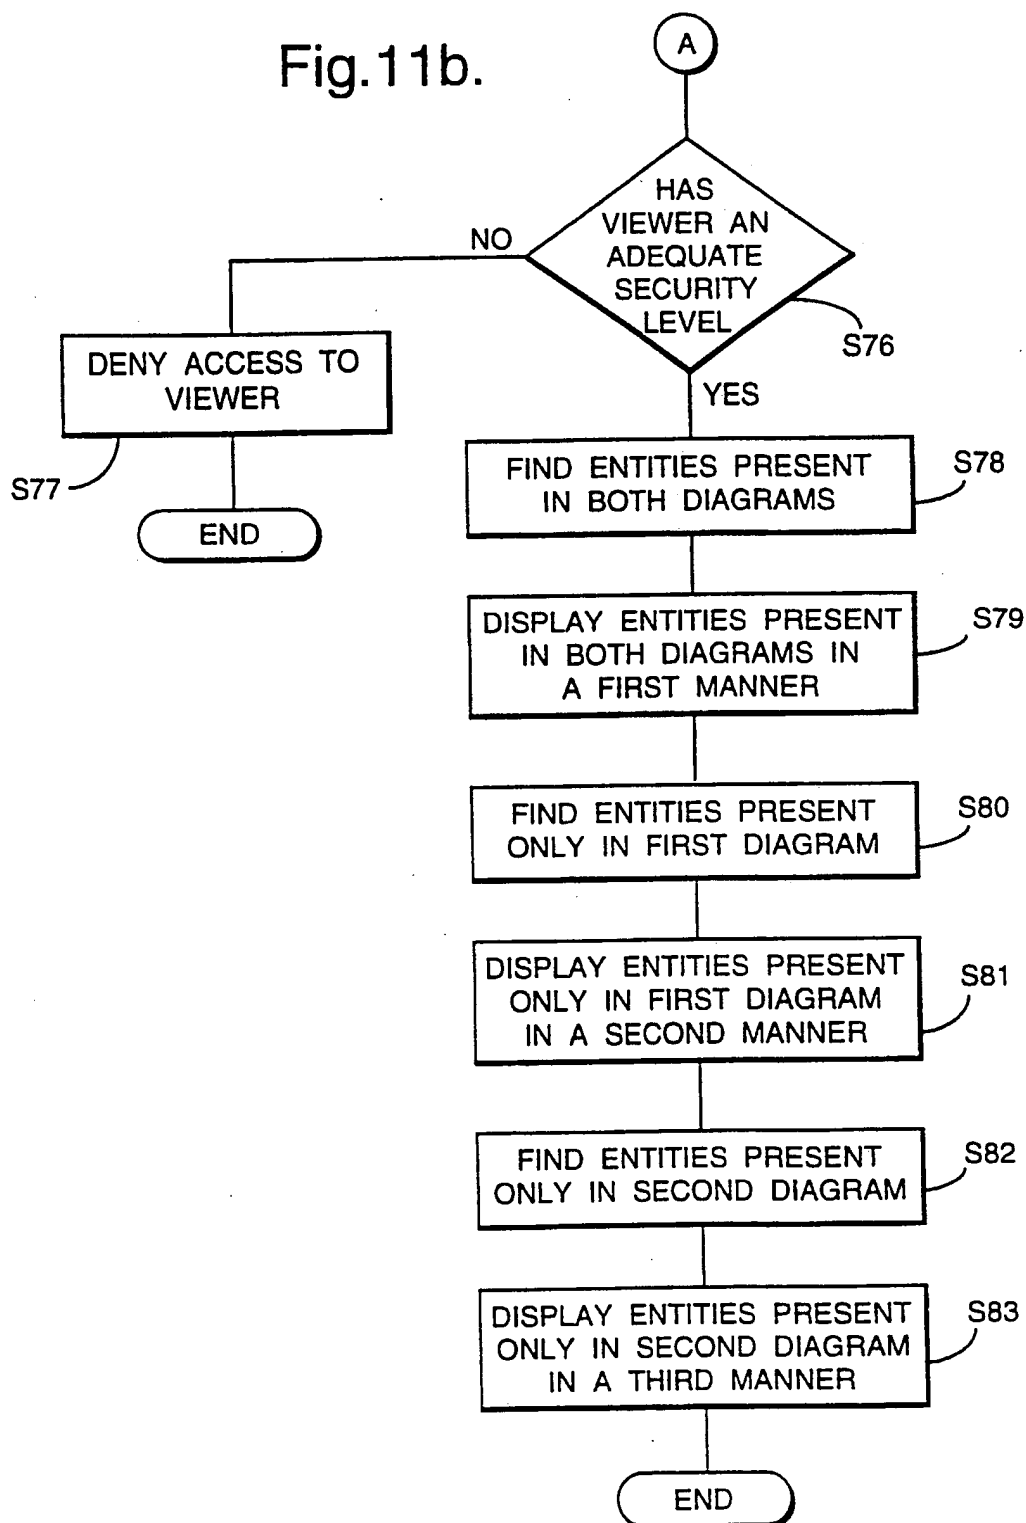 Fig.11b.
A
HAS
VIEWER AN
ADEQUATE
SECURITY
LEVEL
NO
S76
YES
DENY ACCESS TO
VIEWER
S77
END
FIND ENTITIES PRESENT
IN BOTH DIAGRAMS
S78
DISPLAY ENTITIES PRESENT
IN BOTH DIAGRAMS IN
A FIRST MANNER
S79
FIND ENTITIES PRESENT
ONLY IN FIRST DIAGRAM
S80
DISPLAY ENTITIES PRESENT
ONLY IN FIRST DIAGRAM
IN A SECOND MANNER
S81
FIND ENTITIES PRESENT
ONLY IN SECOND DIAGRAM
S82
DISPLAY ENTITIES PRESENT
ONLY IN SECOND DIAGRAM
IN A THIRD MANNER
S83
END